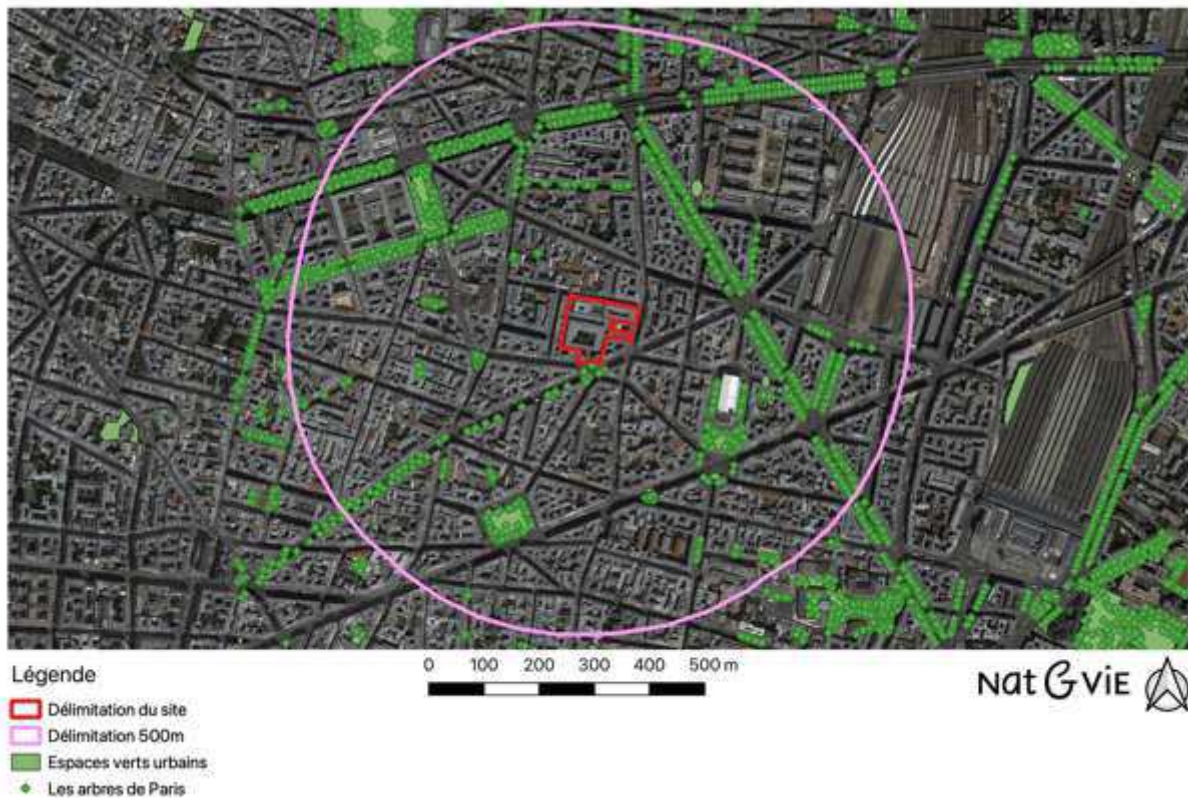 Légende
Délimitation du site
Délimitation 500m
Espaces verts urbains
Les arbres de Paris
0 100 200 300 400 500 m
Nat & ViE